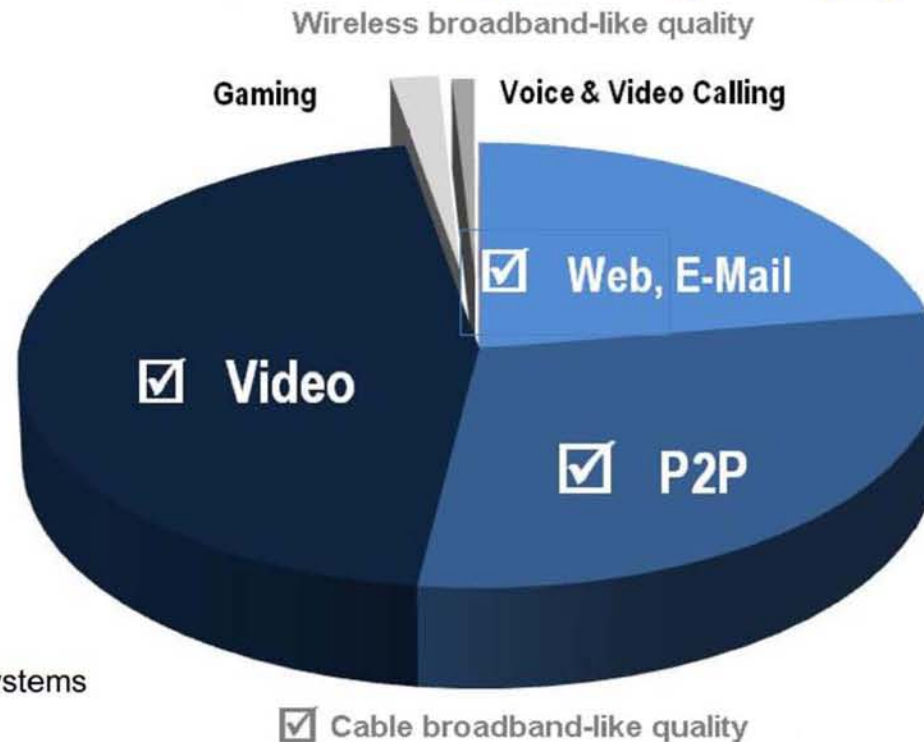 Wireless broadband-like quality
Gaming
Voice & Video Calling
Web, E-Mail
Video
P2P
Cable broadband-like quality